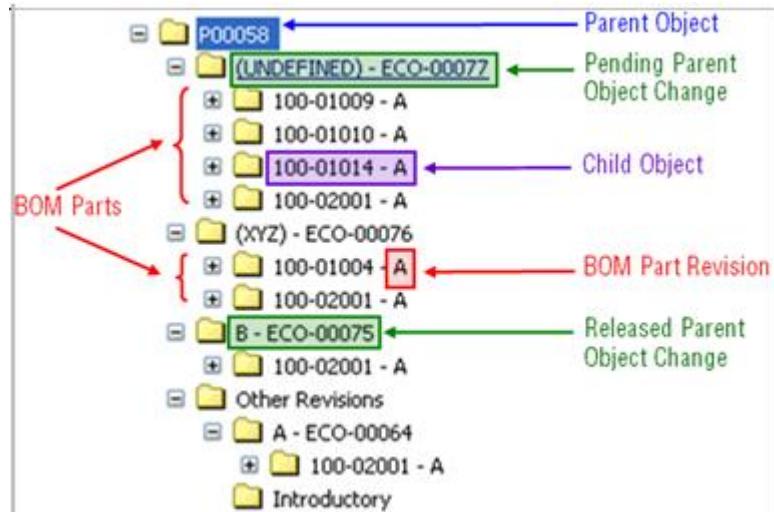 P00058
Parent Object
(UNDEFINED) - ECO-00077
Pending Parent
Object Change
100-01009 - A
100-01010 - A
100-01014 - A
Child Object
100-02001 - A
BOM Parts
(XYZ) - ECO-00076
100-01004 - A
BOM Part Revision
100-02001 - A
B - ECO-00075
Released Parent
Object Change
100-02001 - A
Other Revisions
A - ECO-00064
100-02001 - A
Introductory